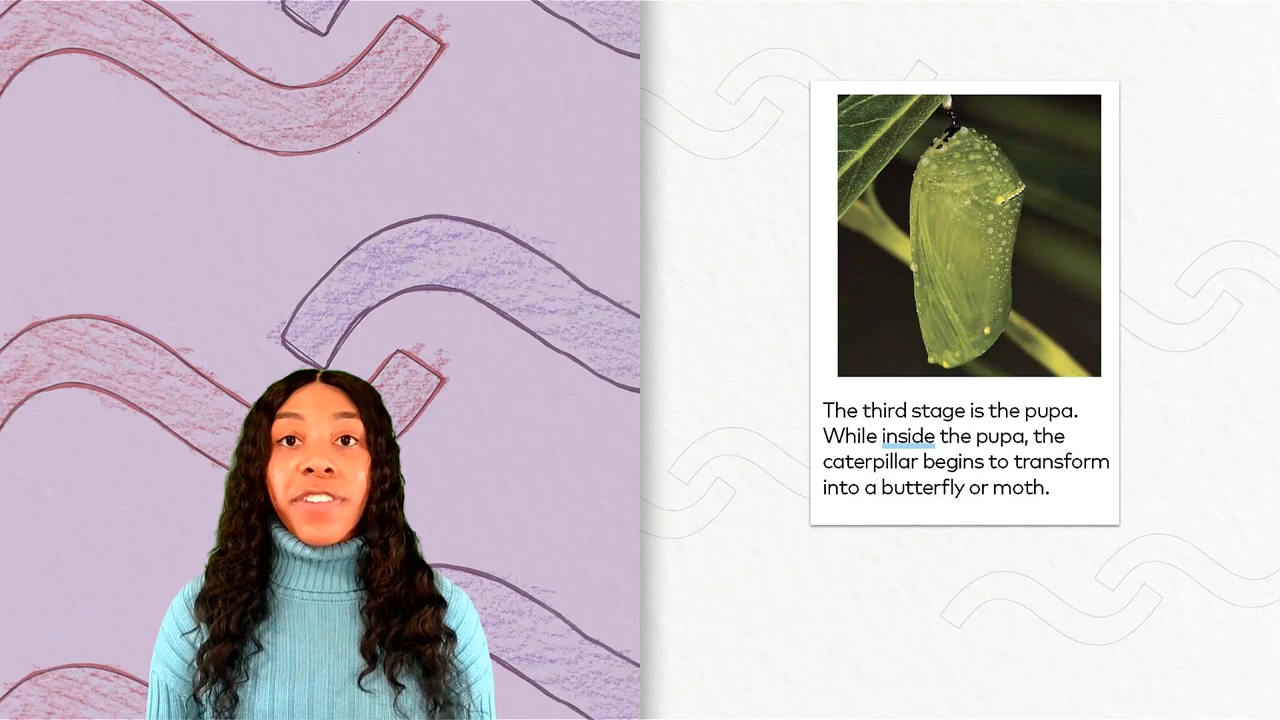 The third stage is the pupa.
While inside the pupa, the
caterpillar begins to transform
into a butterfly or moth.